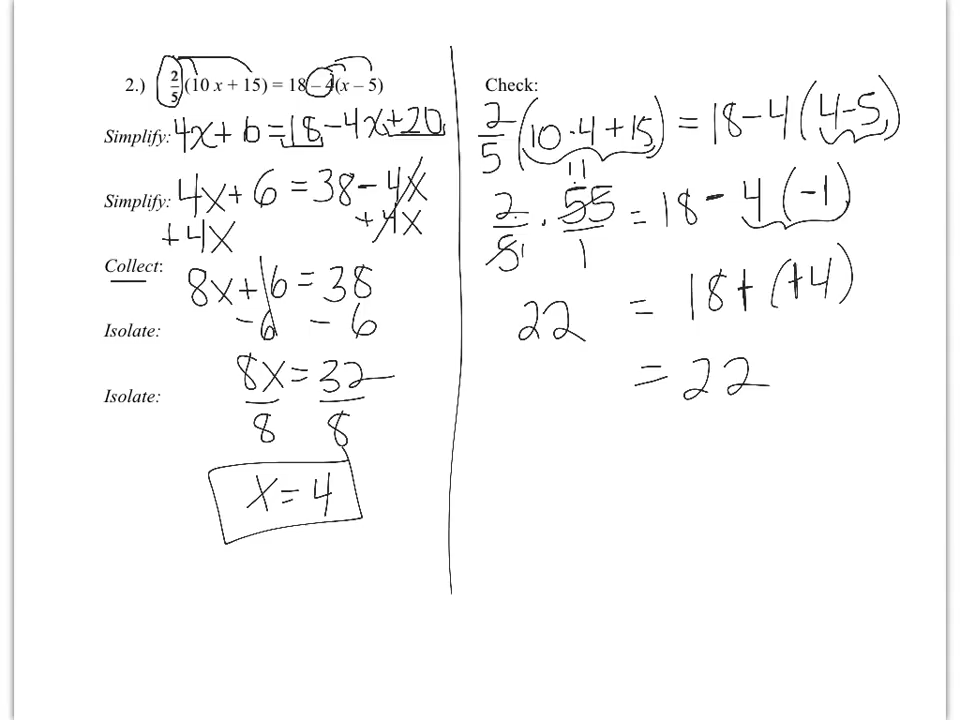 2.) 2/5 (10 x + 15) = 18 – 4(x – 5)
Simplify: 4x + 6 = 18 - 4x + 20
Simplify: 4x + 6 = 38 - 4x
+4x +4x
Collect: 8x + 6 = 38
Isolate: -6 -6
8x = 32
Isolate: 8 8
x = 4
Check:
2/5 (10 · 4 + 15) = 18 - 4 (4 - 5)
11
2/5 · 55/1 = 18 - 4 (-1)
1
22 = 18 + (+4)
= 22